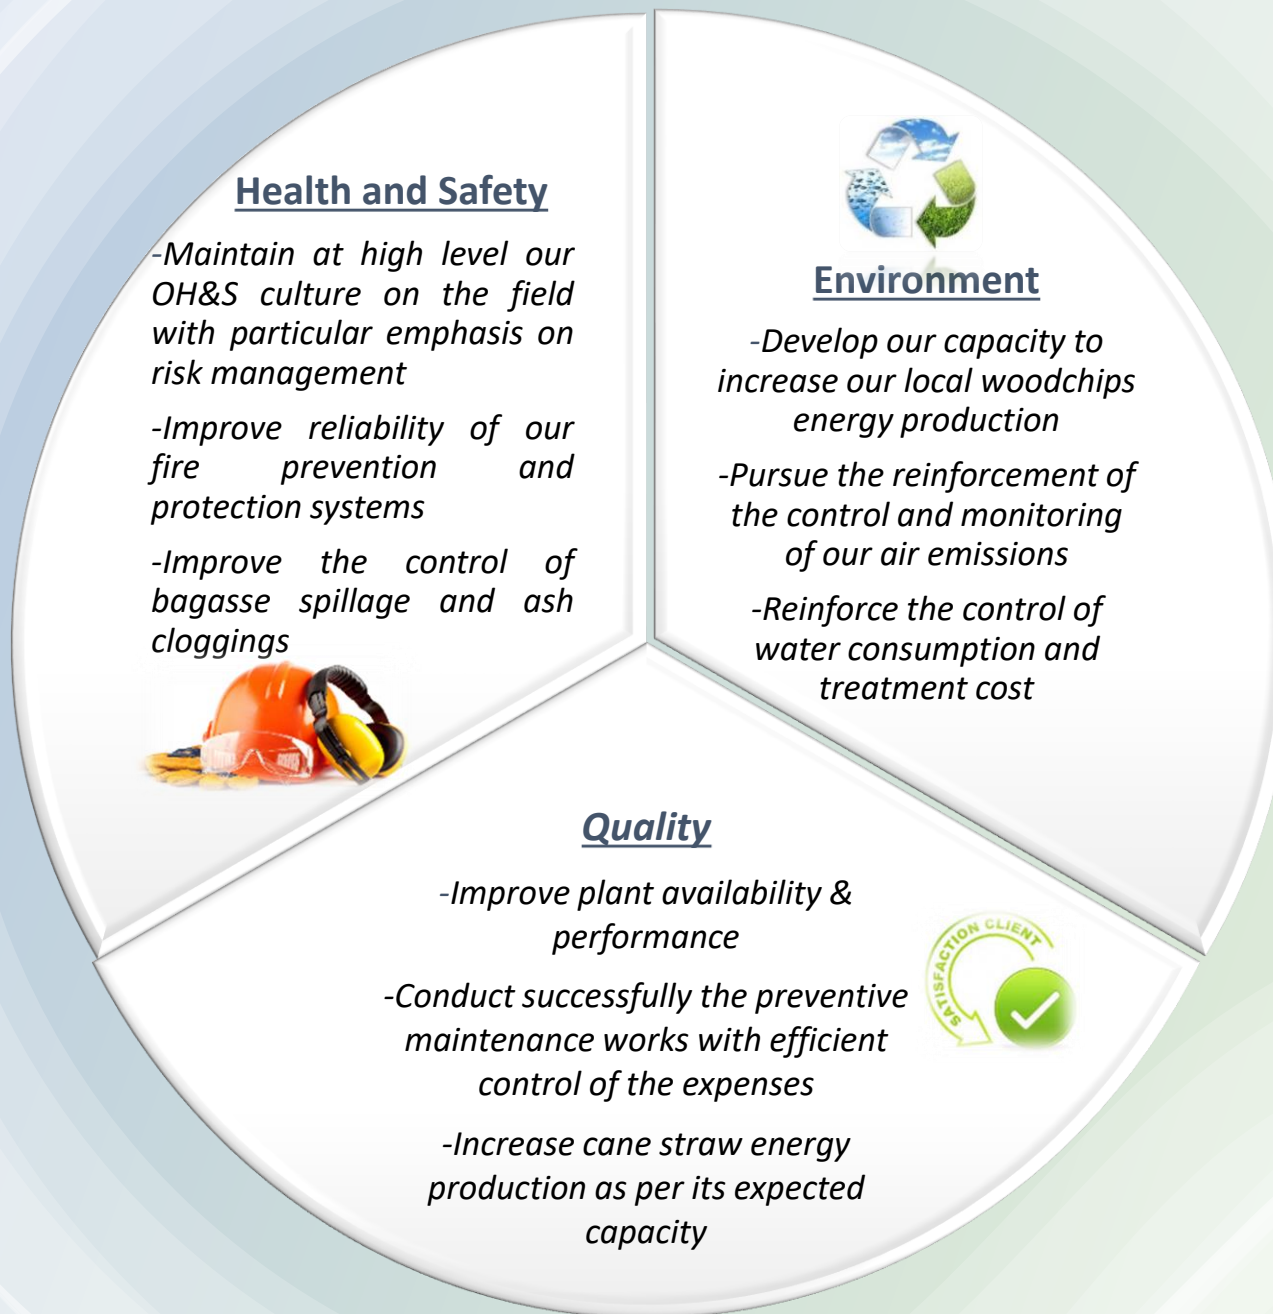 Health and Safety
-Maintain at high level our
OH&S culture on the field
with particular emphasis on
risk management
-Improve reliability of our
fire prevention and
protection systems
-Improve the control of
bagasse spillage and ash
cloggings
Environment
-Develop our capacity to
increase our local woodchips
energy production
-Pursue the reinforcement of
the control and monitoring
of our air emissions
-Reinforce the control of
water consumption and
treatment cost
Quality
-Improve plant availability &
performance
-Conduct successfully the preventive
maintenance works with efficient
control of the expenses
-Increase cane straw energy
production as per its expected
capacity
SATISFACTION CLIENT